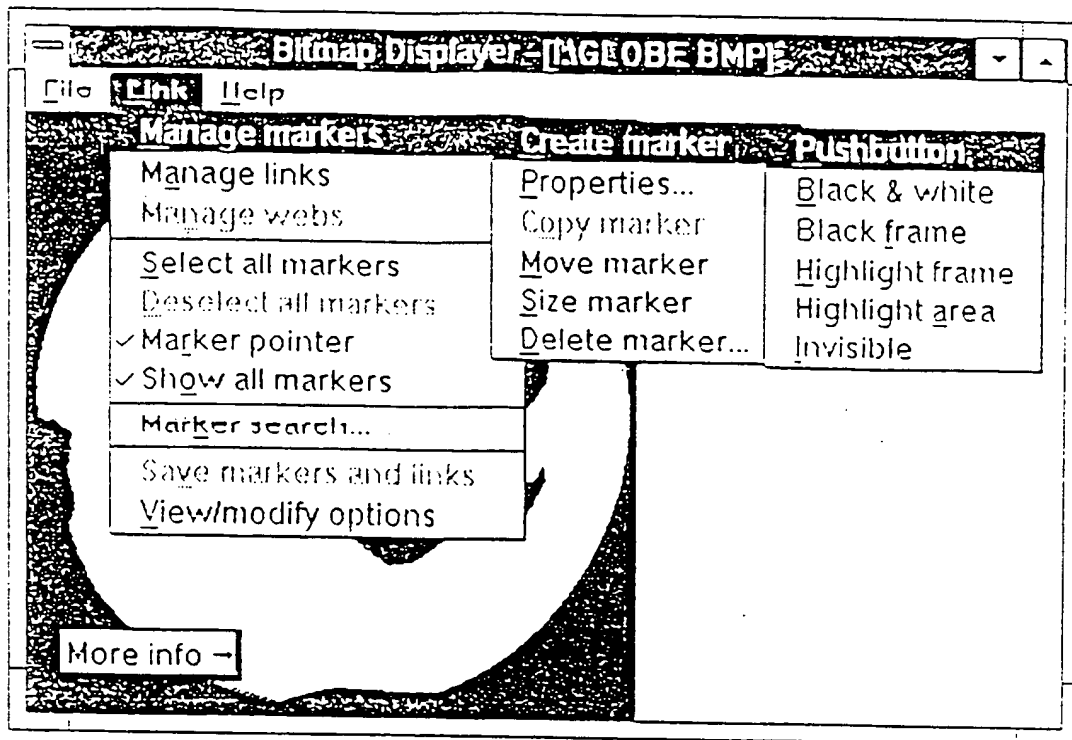 Bitmap Displayer - [MGLOBE BMP]
File Link Help
Manage markers
Manage links
Manage webs
Select all markers
Deselect all markers
✓ Marker pointer
✓ Show all markers
Marker search...
Save markers and links
View/modify options
Create marker
Properties...
Copy marker
Move marker
Size marker
Delete marker...
Pushbutton
Black & white
Black frame
Highlight frame
Highlight area
Invisible
More info →